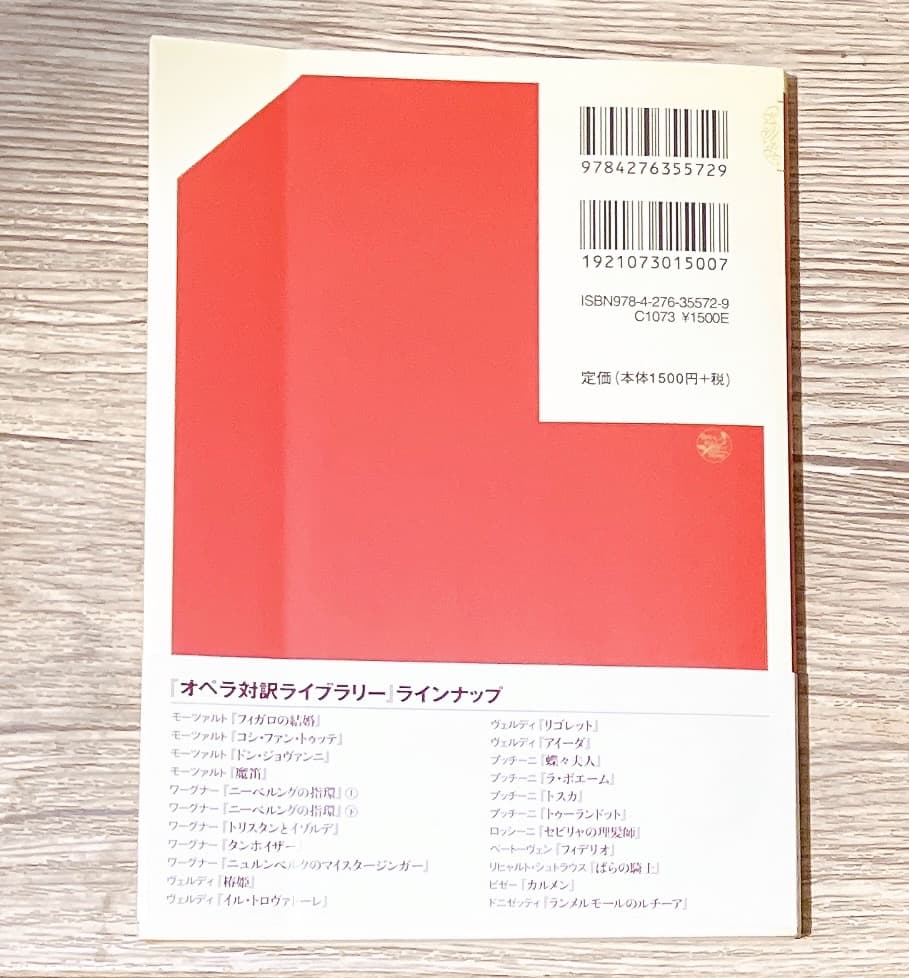 9784276355729
1921073015007
ISBN978-4-276-35572-9
C1073 ¥1500E
定価(本体1500円+税)
『オペラ対訳ライブラリー』ラインナップ
モーツァルト『フィガロの結婚』
モーツァルト『コシ・ファン・トゥッテ』
モーツァルト『ドン・ジョヴァンニ』
モーツァルト『魔笛』
ワーグナー『ニーベルングの指環』㊤
ワーグナー『ニーベルングの指環』㊦
ワーグナー『トリスタンとイゾルデ』
ワーグナー『タンホイザー』
ワーグナー『ニュルンベルクのマイスタージンガー』
ヴェルディ『椿姫』
ヴェルディ『イル・トロヴァトーレ』
ヴェルディ『リゴレット』
ヴェルディ『アイーダ』
プッチーニ『蝶々夫人』
プッチーニ『ラ・ボエーム』
プッチーニ『トスカ』
プッチーニ『トゥーランドット』
ロッシーニ『セビリャの理髪師』
ベートーヴェン『フィデリオ』
リヒャルト・シュトラウス『ばらの騎士』
ビゼー『カルメン』
ドニゼッティ『ランメルモールのルチーア』